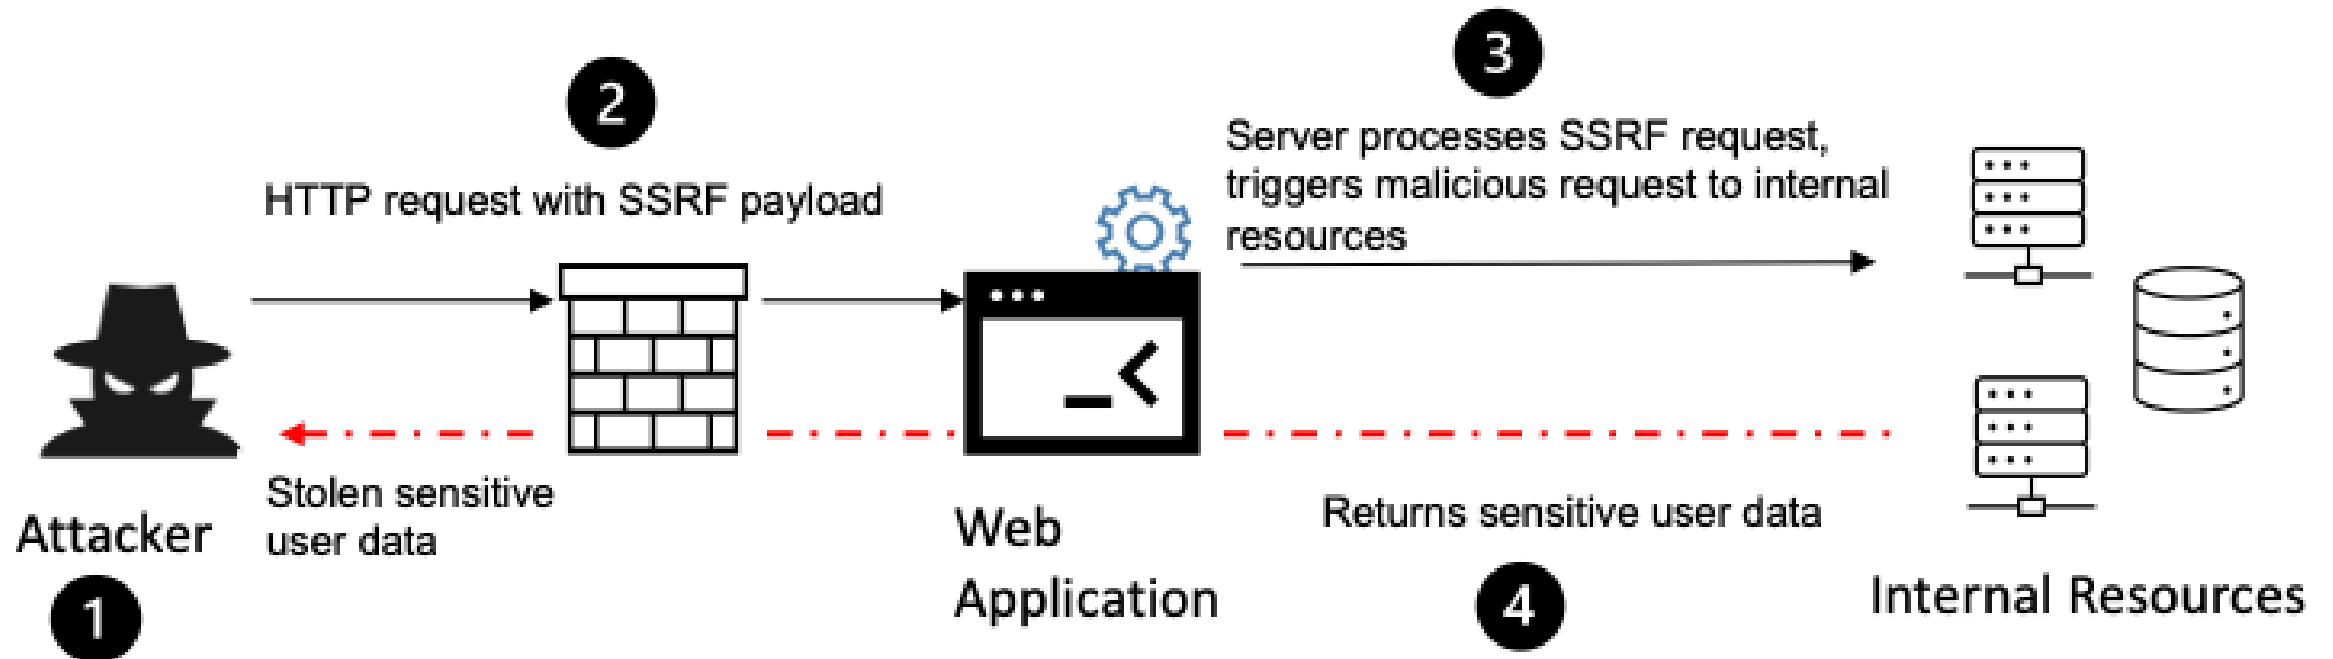 3
2
Server processes SSRF request,
triggers malicious request to internal
resources
HTTP request with SSRF payload
Stolen sensitive
user data
Returns sensitive user data
Attacker
Web
Application
Internal Resources
1
4